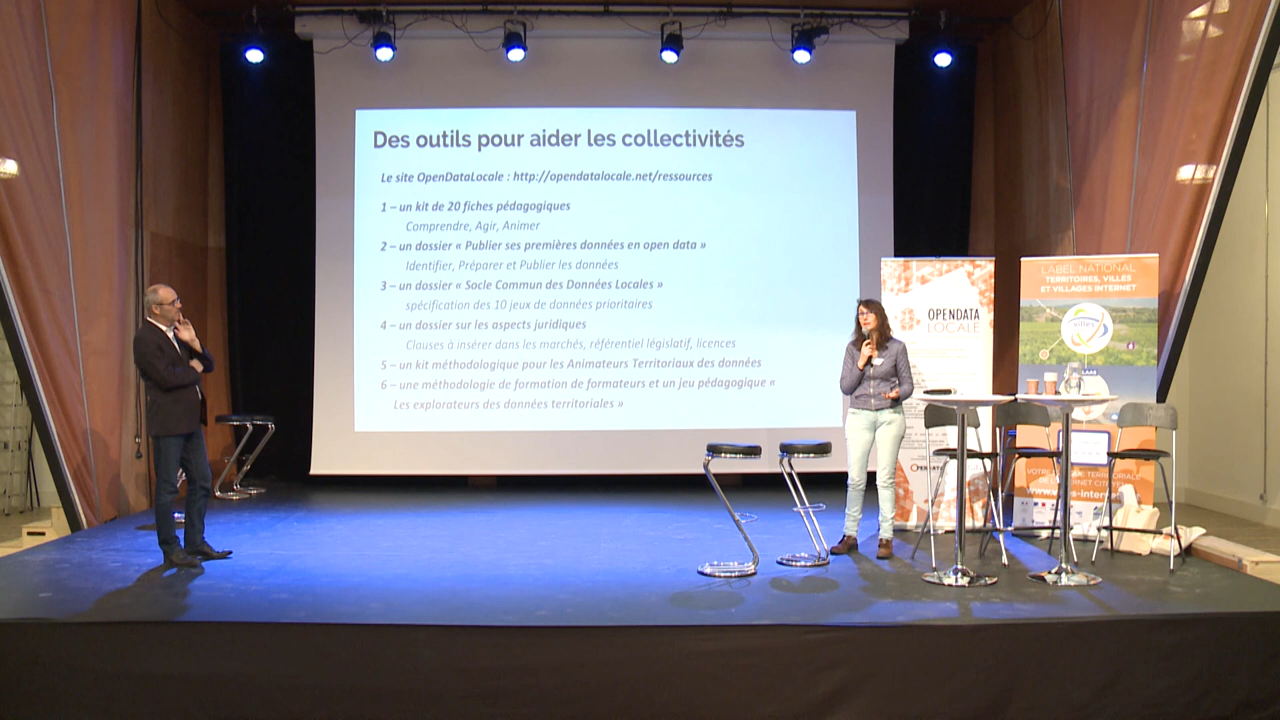 Des outils pour aider les collectivités
Le site OpenDataLocale : http://opendatalocale.net/ressources
1 – un kit de 20 fiches pédagogiques
Comprendre, Agir, Animer
2 – un dossier « Publier ses premières données en open data »
Identifier, Préparer et Publier les données
3 – un dossier « Socle Commun des Données Locales »
spécification des 10 jeux de données prioritaires
4 – un dossier sur les aspects juridiques
Clauses à insérer dans les marchés, référentiel législatif, licences
5 – un kit méthodologique pour les Animateurs Territoriaux des données
6 – une méthodologie de formation de formateurs et un jeu pédagogique «
Les explorateurs des données territoriales »
OPENDATA
LOCALE
LABEL NATIONAL
TERRITOIRES, VILLES
ET VILLAGES INTERNET
villes